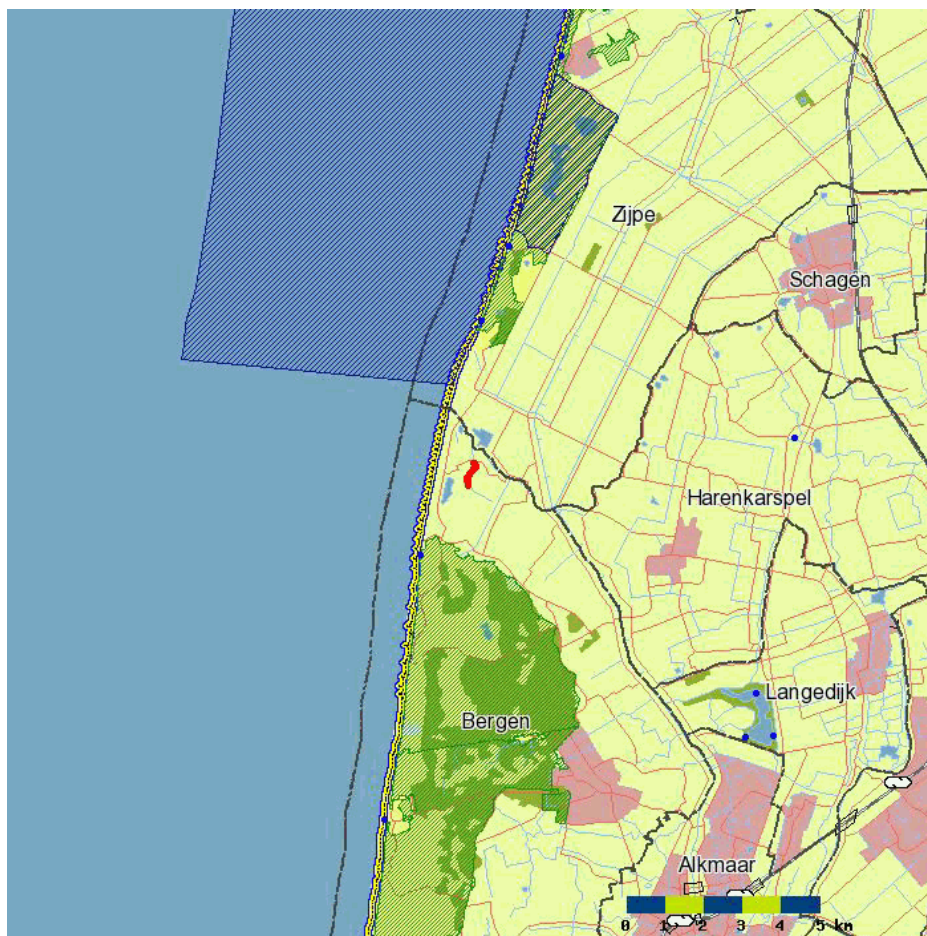 Zijpe
Schagen
Harenkarspel
Langedijk
Bergen
Alkmaar
0 1 2 3 4 5 km